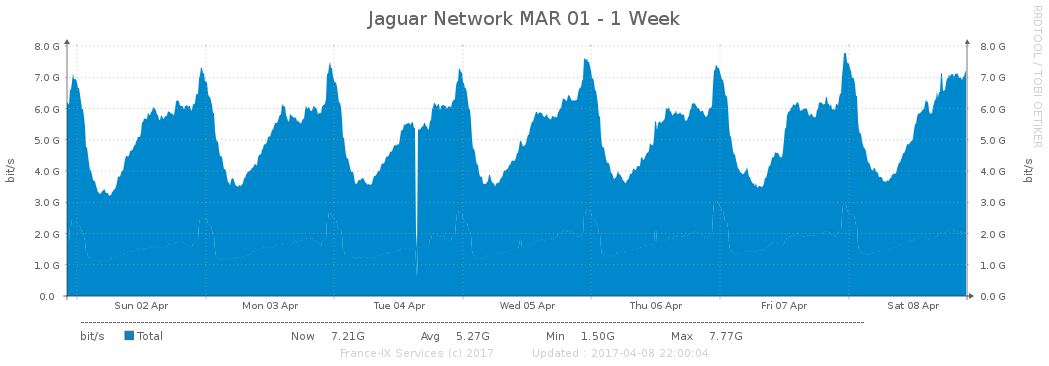 Jaguar Network MAR 01 - 1 Week
RRDTOOL / TOBI OETIKER
8.0 G 8.0 G
7.0 G 7.0 G
6.0 G 6.0 G
5.0 G 5.0 G
4.0 G 4.0 G
3.0 G 3.0 G
2.0 G 2.0 G
1.0 G 1.0 G
0.0 0.0 G
bit/s bit/s
Sun 02 Apr Mon 03 Apr Tue 04 Apr Wed 05 Apr Thu 06 Apr Fri 07 Apr Sat 08 Apr
bit/s Total Now 7.21G Avg 5.27G Min 1.50G Max 7.77G
France-IX Services (c) 2017 Updated : 2017-04-08 22:00:04